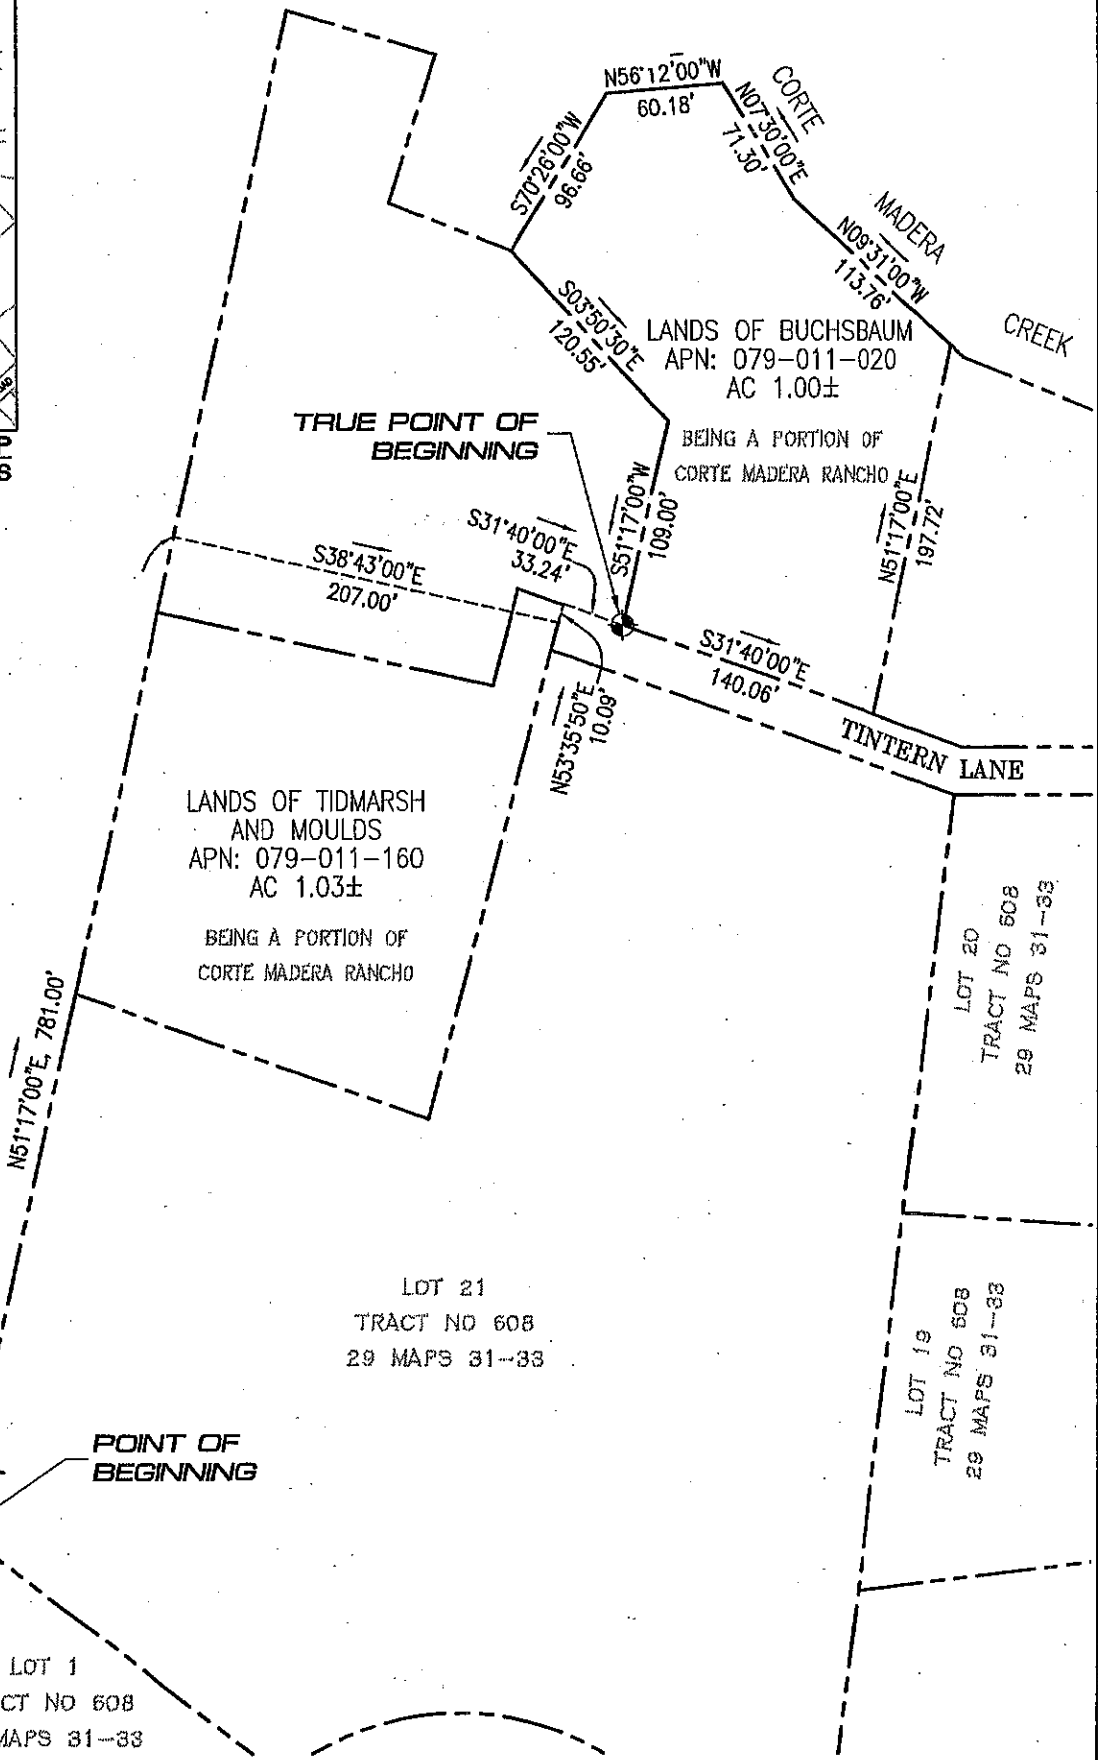 N56°12'00"W
60.18'
CORTE
N07°30'00"E
71.30'
S70°26'00"W
96.66'
MADERA
N09°31'00"W
113.76'
CREEK
S03°50'30"E
120.55'
LANDS OF BUCHSBAUM
APN: 079-011-020
AC 1.00±
BEING A PORTION OF
CORTE MADERA RANCHO
TRUE POINT OF
BEGINNING
S51°17'00"W
109.00'
N51°17'00"E
197.72'
S31°40'00"E
33.24'
S38°43'00"E
207.00'
S31°40'00"E
140.06'
N53°35'50"E
10.09'
TINTERN LANE
LANDS OF TIDMARSH
AND MOULDS
APN: 079-011-160
AC 1.03±
BEING A PORTION OF
CORTE MADERA RANCHO
N51°17'00"E, 781.00'
LOT 20
TRACT NO 608
29 MAPS 31-33
LOT 21
TRACT NO 608
29 MAPS 31--33
LOT 19
TRACT NO 608
29 MAPS 31-33
POINT OF
BEGINNING
LOT 1
CT NO 608
MAPS 31--33